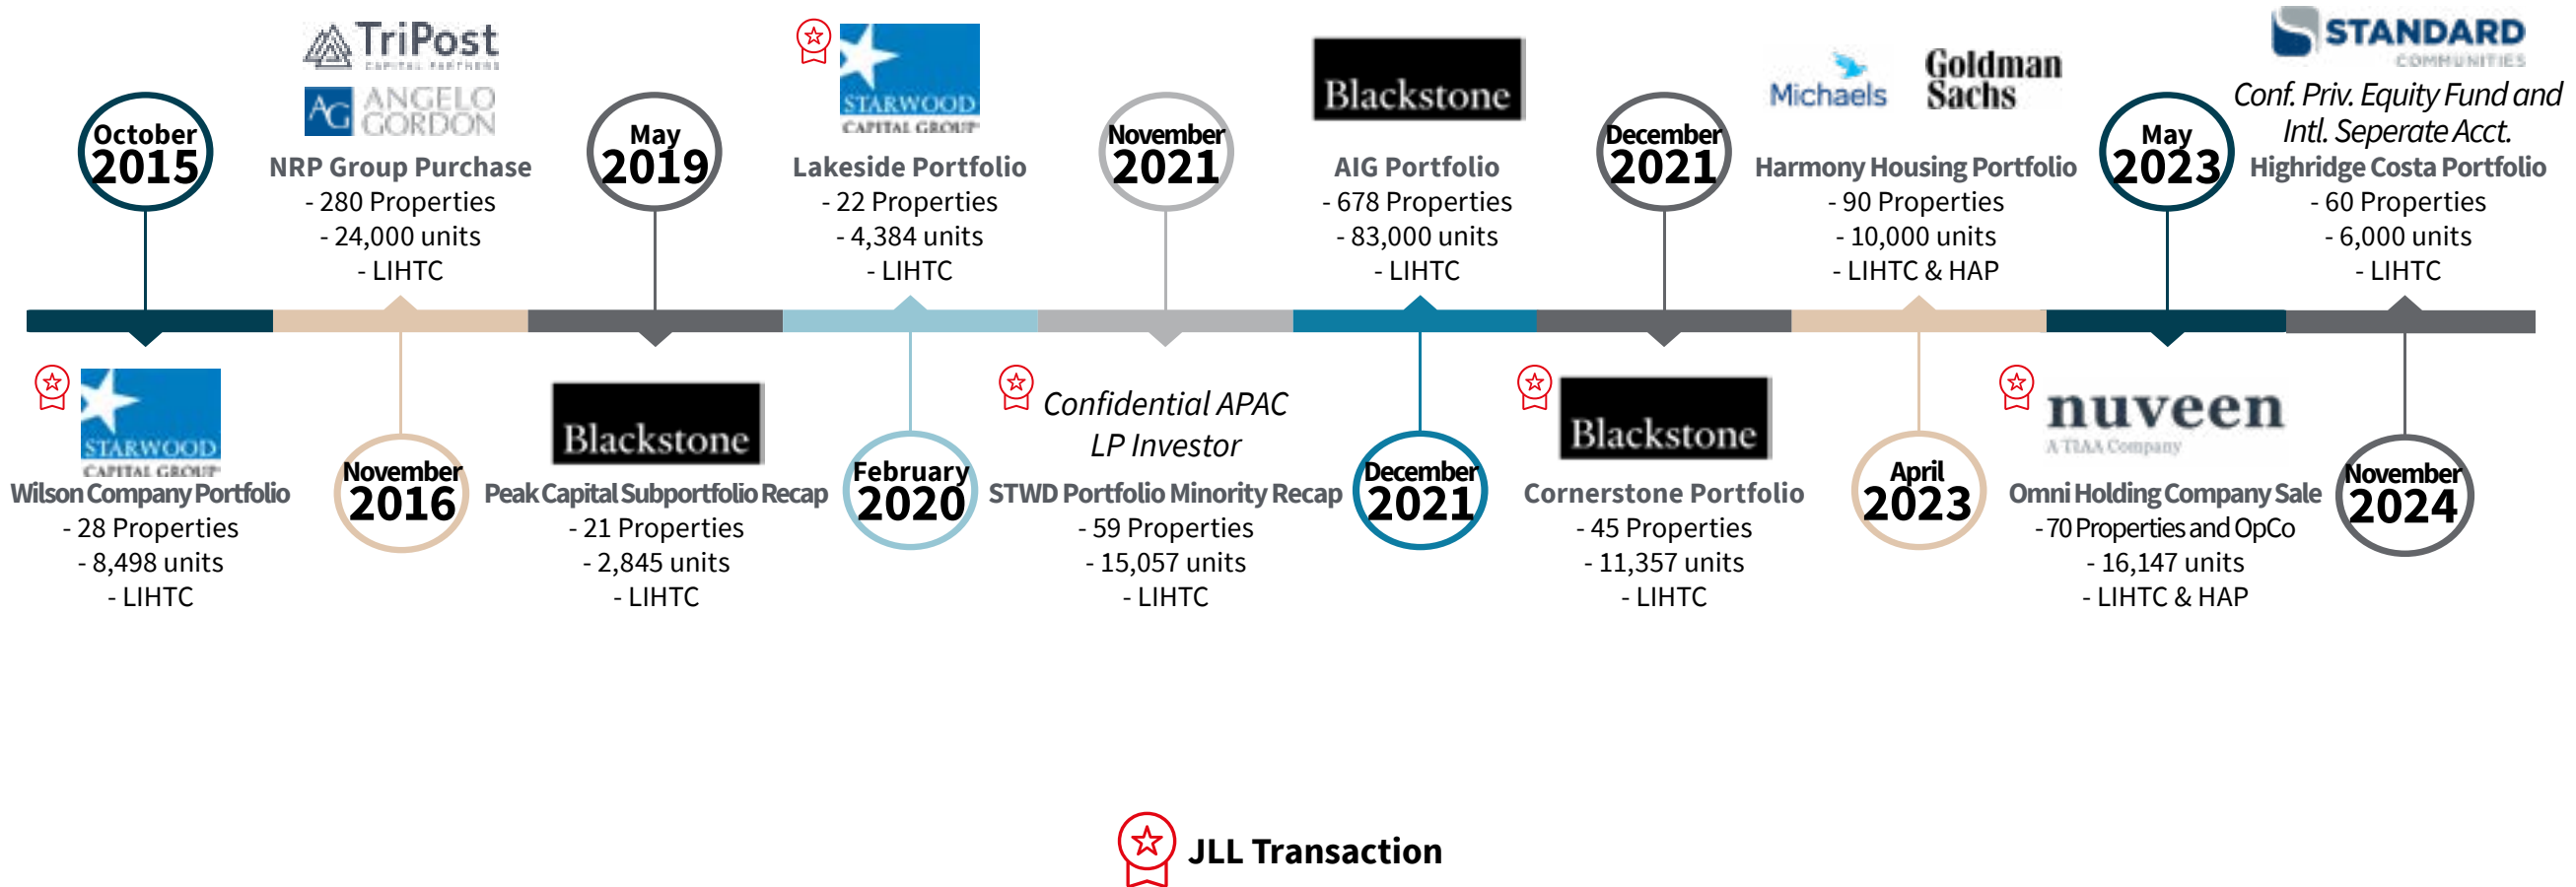 October
2015
STARWOOD
CAPITAL GROUP
Wilson Company Portfolio
- 28 Properties
- 8,498 units
- LIHTC
TriPost
CAPITAL PARTNERS
AG ANGELO
GORDON
NRP Group Purchase
- 280 Properties
- 24,000 units
- LIHTC
November
2016
May
2019
Blackstone
Peak Capital Subportfolio Recap
- 21 Properties
- 2,845 units
- LIHTC
STARWOOD
CAPITAL GROUP
Lakeside Portfolio
- 22 Properties
- 4,384 units
- LIHTC
February
2020
November
2021
Confidential APAC
LP Investor
STWD Portfolio Minority Recap
- 59 Properties
- 15,057 units
- LIHTC
Blackstone
AIG Portfolio
- 678 Properties
- 83,000 units
- LIHTC
December
2021
December
2021
Blackstone
Cornerstone Portfolio
- 45 Properties
- 11,357 units
- LIHTC
Michaels
Goldman
Sachs
Harmony Housing Portfolio
- 90 Properties
- 10,000 units
- LIHTC & HAP
April
2023
May
2023
nuveen
A TIAA Company
Omni Holding Company Sale
- 70 Properties and OpCo
- 16,147 units
- LIHTC & HAP
STANDARD
COMMUNITIES
Conf. Priv. Equity Fund and
Intl. Seperate Acct.
Highridge Costa Portfolio
- 60 Properties
- 6,000 units
- LIHTC
November
2024
JLL Transaction